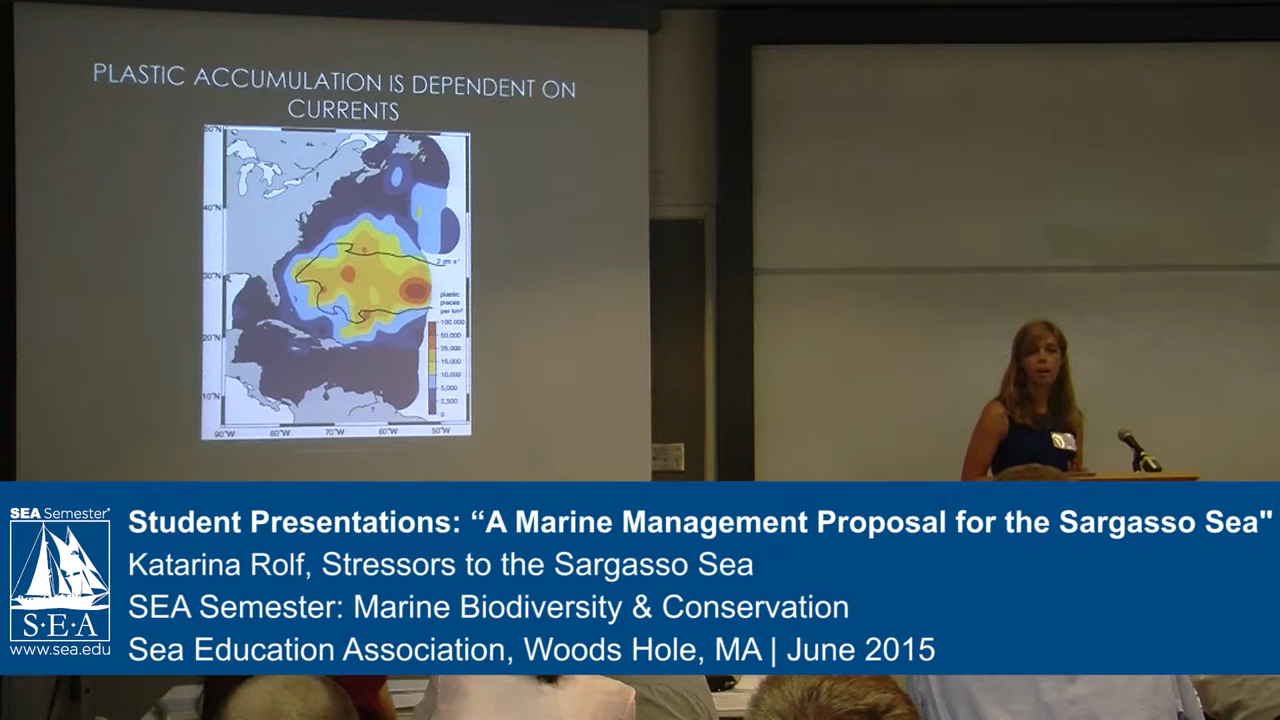 PLASTIC ACCUMULATION IS DEPENDENT ON
CURRENTS
40°N
30°N
20°N
10°N
90°W
80°W
70°W
60°W
50°W
plastic
pieces
per km²
100,000
50,000
25,000
15,000
10,000
5,000
2,500
0
SEA Semester®
S·E·A
www.sea.edu
Student Presentations: “A Marine Management Proposal for the Sargasso Sea"
Katarina Rolf, Stressors to the Sargasso Sea
SEA Semester: Marine Biodiversity & Conservation
Sea Education Association, Woods Hole, MA | June 2015